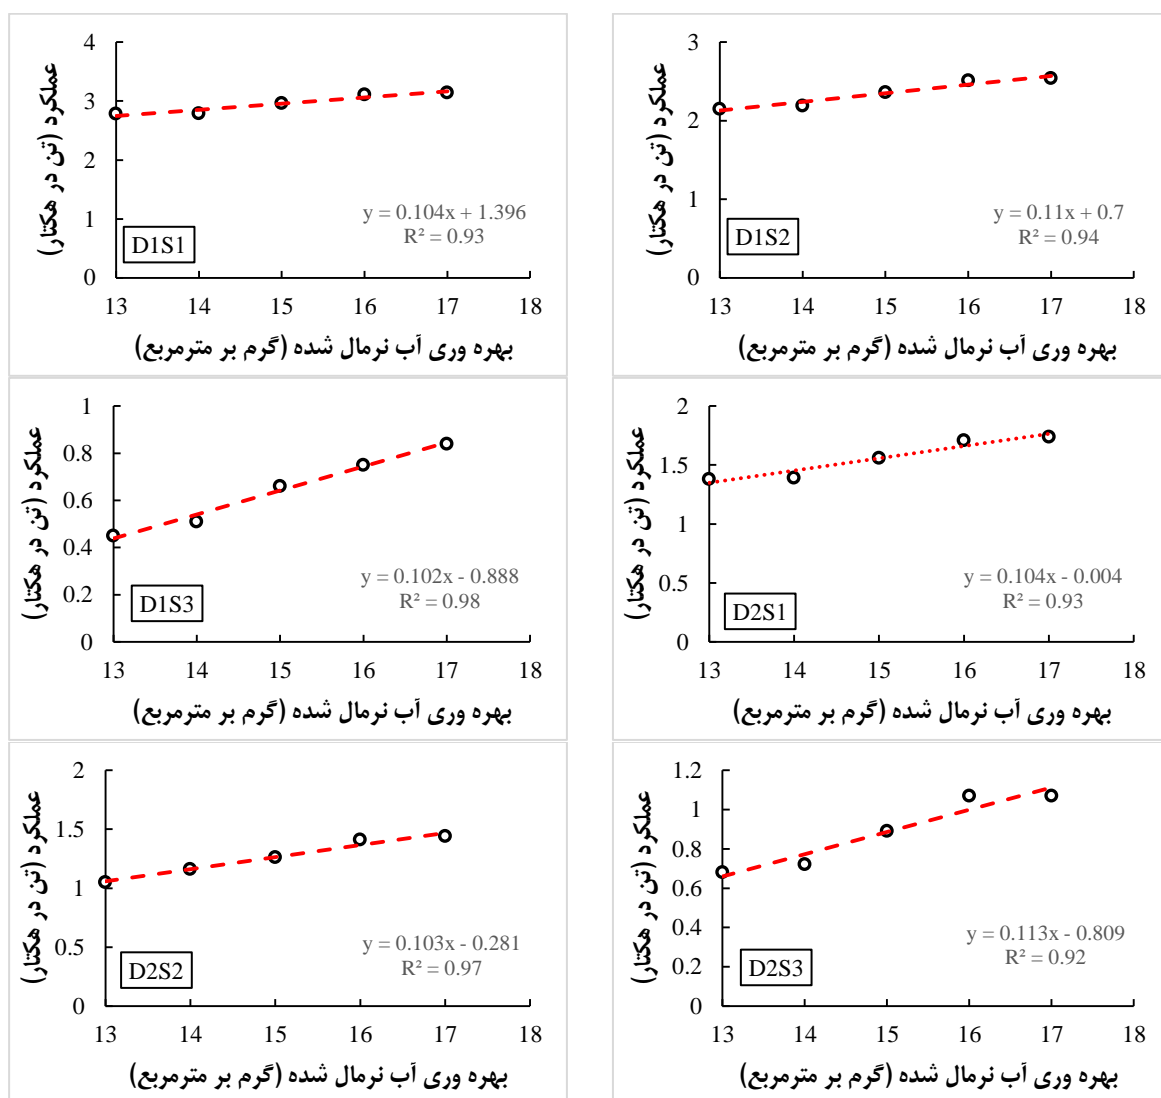 عملکرد (تن در هکتار)
4
3
2
1
0
y = 0.104x + 1.396
R² = 0.93
D1S1
13 14 15 16 17 18
بهره وری آب نرمال شده (گرم بر مترمربع)
عملکرد (تن در هکتار)
3
2
1
0
y = 0.11x + 0.7
R² = 0.94
D1S2
13 14 15 16 17 18
بهره وری آب نرمال شده (گرم بر مترمربع)
عملکرد (تن در هکتار)
1
0.8
0.6
0.4
0.2
0
y = 0.102x - 0.888
R² = 0.98
D1S3
13 14 15 16 17 18
بهره وری آب نرمال شده (گرم بر مترمربع)
عملکرد (تن در هکتار)
2
1.5
1
0.5
0
y = 0.104x - 0.004
R² = 0.93
D2S1
13 14 15 16 17 18
بهره وری آب نرمال شده (گرم بر مترمربع)
عملکرد (تن در هکتار)
2
1.5
1
0.5
0
y = 0.103x - 0.281
R² = 0.97
D2S2
13 14 15 16 17 18
بهره وری آب نرمال شده (گرم بر مترمربع)
عملکرد (تن در هکتار)
1.2
1
0.8
0.6
0.4
0.2
0
y = 0.113x - 0.809
R² = 0.92
D2S3
13 14 15 16 17 18
بهره وری آب نرمال شده (گرم بر مترمربع)